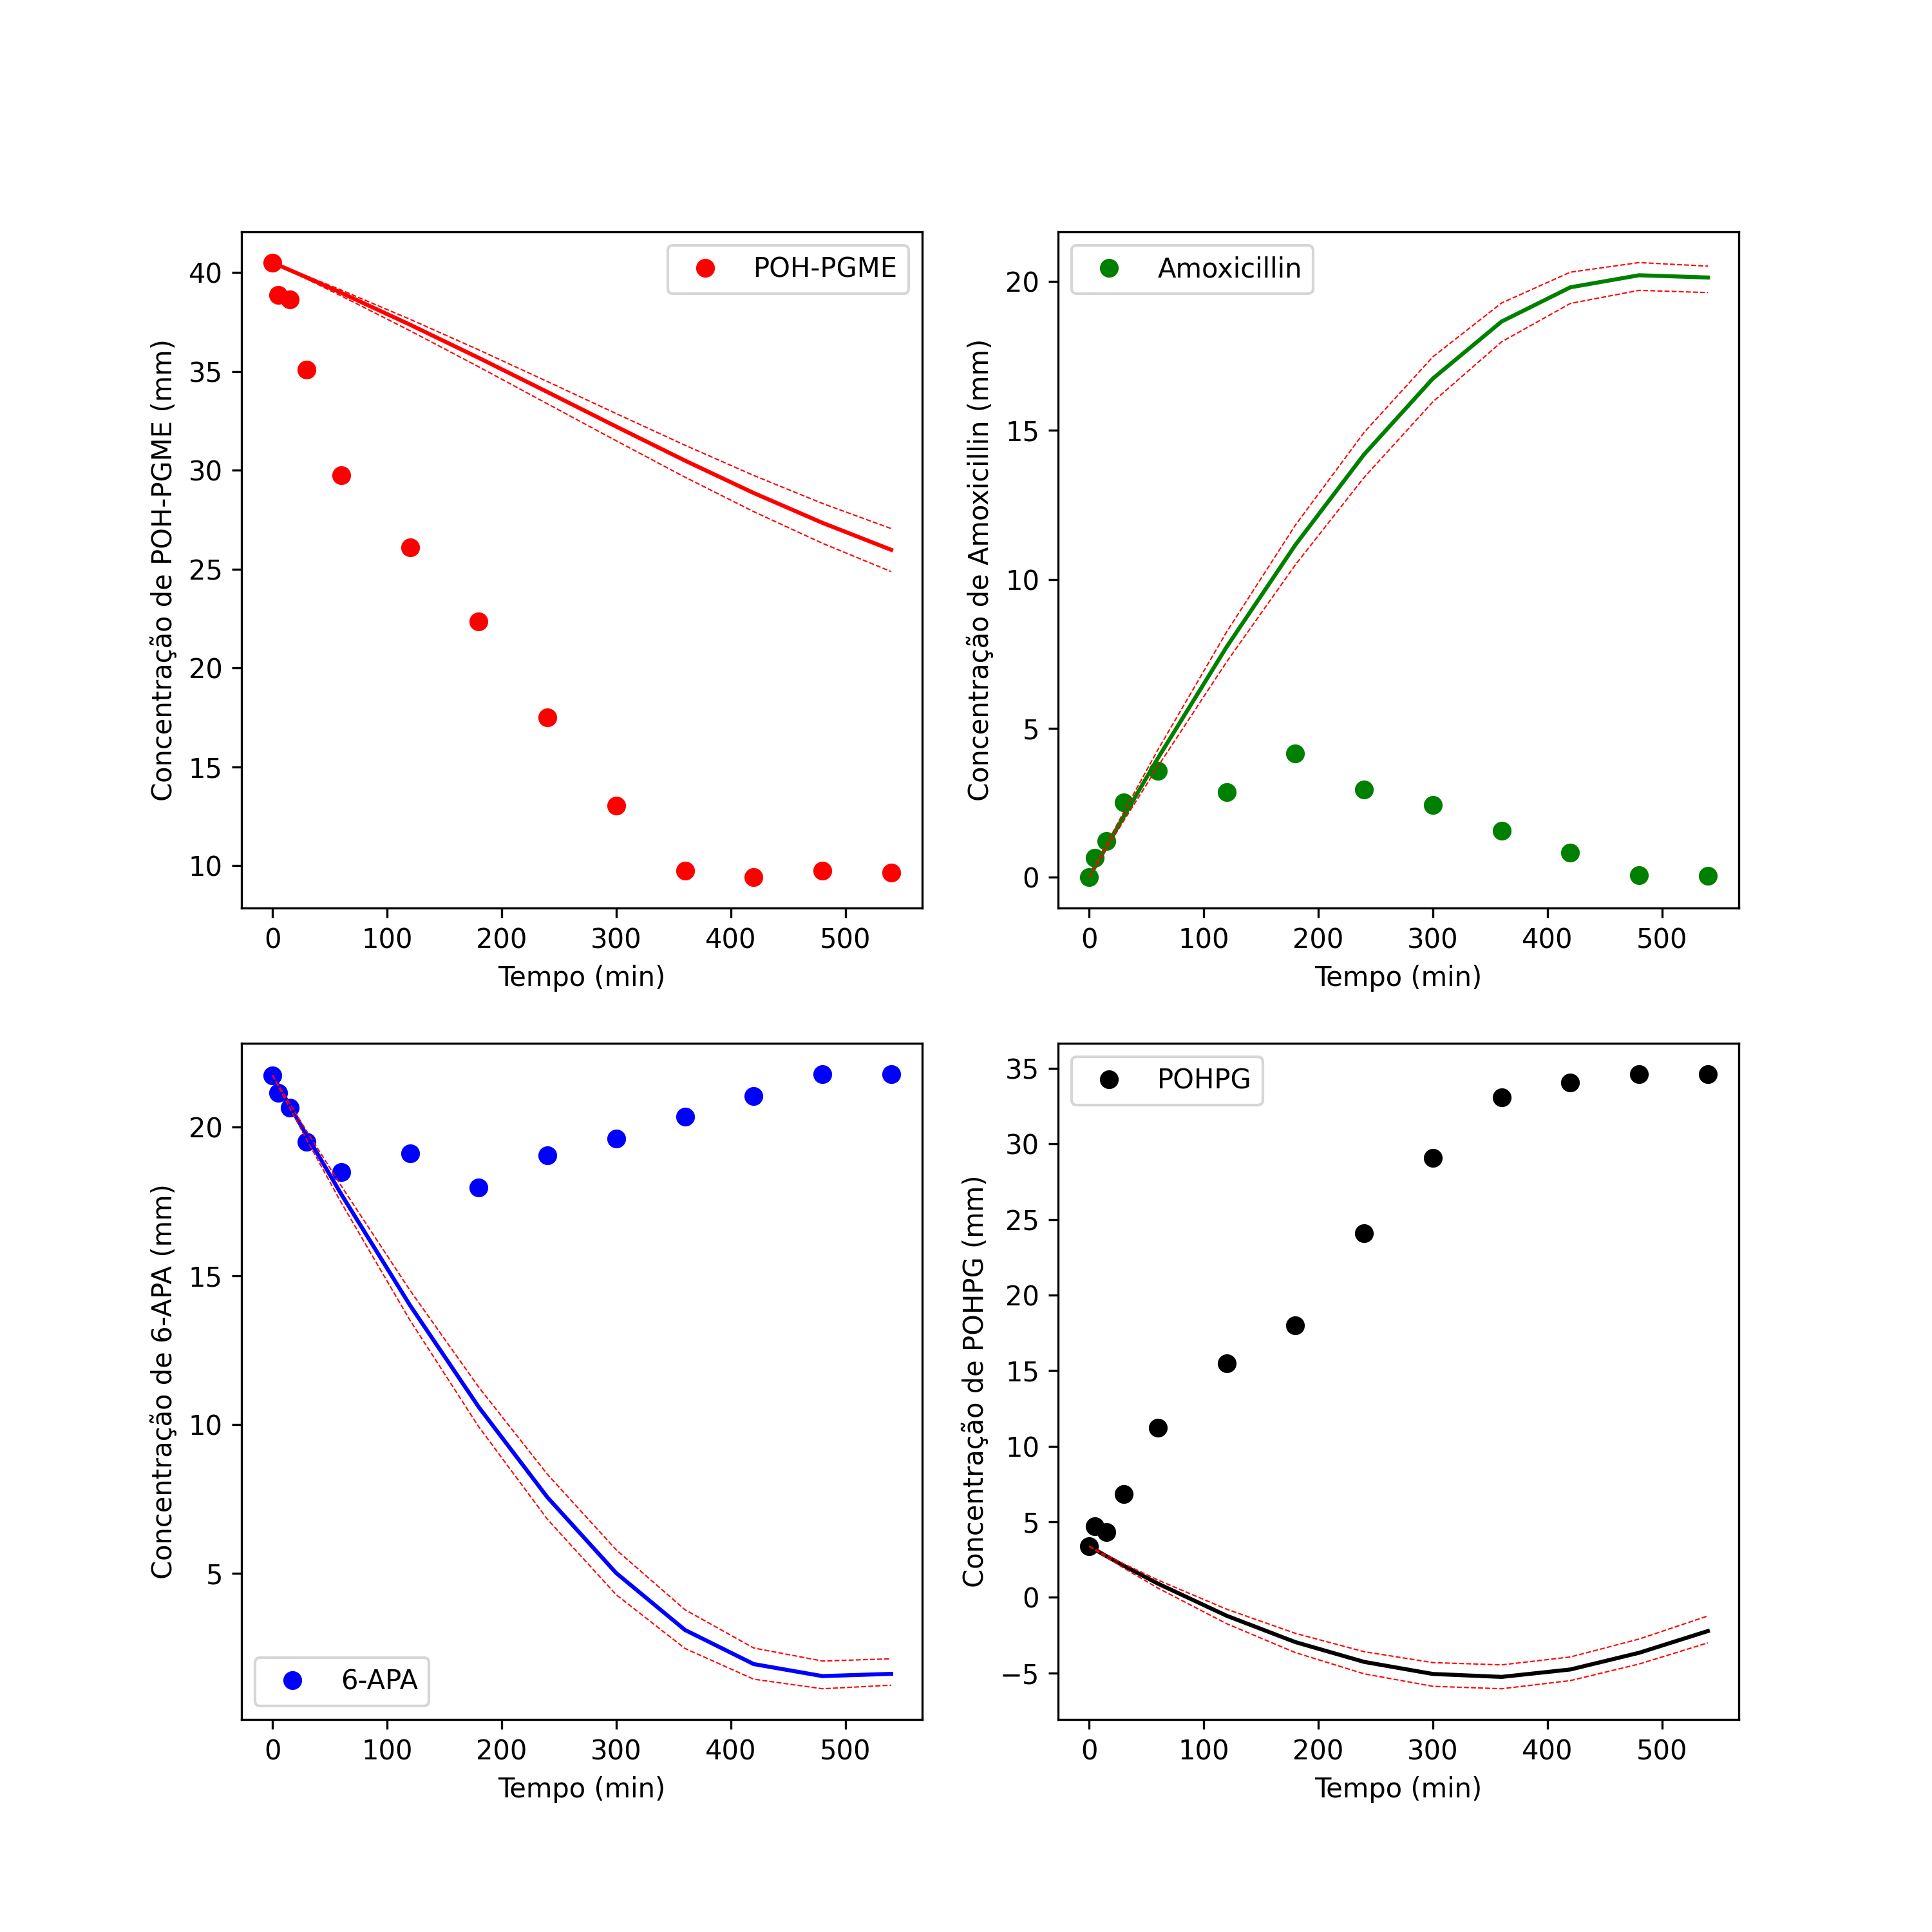 POH-PGME
Concentração de POH-PGME (mm)
40
35
30
25
20
15
10
0 100 200 300 400 500
Tempo (min)
Amoxicillin
Concentração de Amoxicillin (mm)
20
15
10
5
0
0 100 200 300 400 500
Tempo (min)
6-APA
Concentração de 6-APA (mm)
20
15
10
5
0 100 200 300 400 500
Tempo (min)
POHPG
Concentração de POHPG (mm)
35
30
25
20
15
10
5
0
−5
0 100 200 300 400 500
Tempo (min)